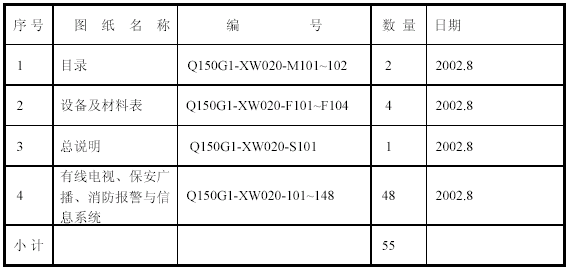 序号 图纸名称 编 号 数量 日期
1 目录 Q150G1-XW020-M101~102 2 2002.8
2 设备及材料表 Q150G1-XW020-F101~F104 4 2002.8
3 总说明 Q150G1-XW020-S101 1 2002.8
有线电视、保安广
4 播、消防报警与信 Q150G1-XW020-101~148 48 2002.8
息系统
小计 55